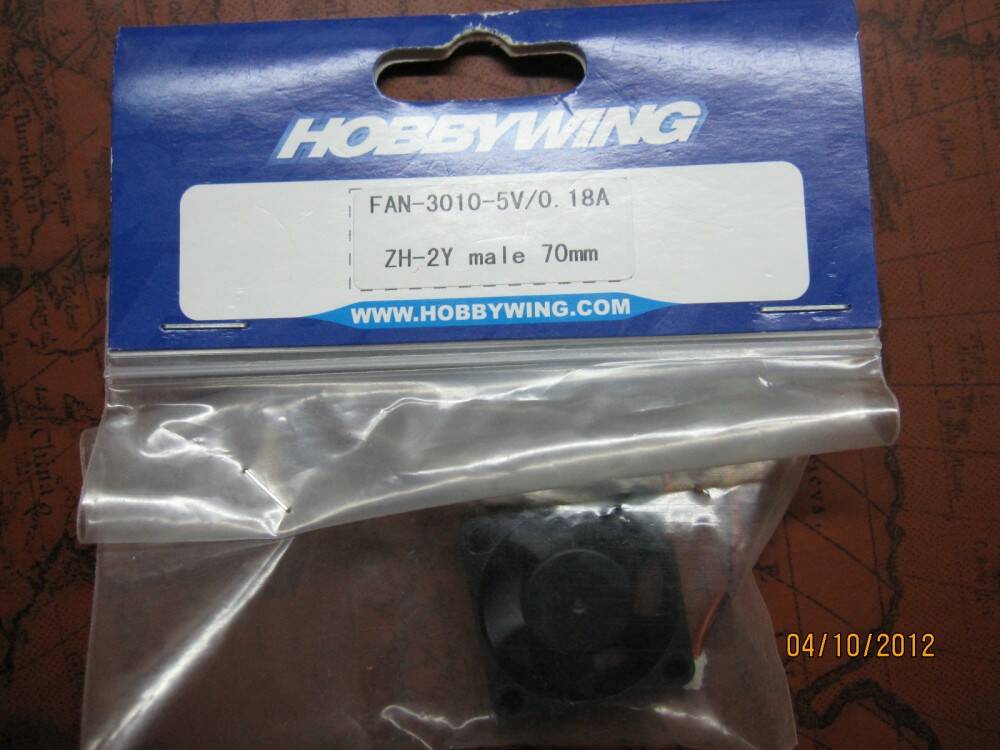 HOBBYWING
FAN-3010-5V/0.18A
ZH-2Y male 70mm
WWW.HOBBYWING.COM
04/10/2012